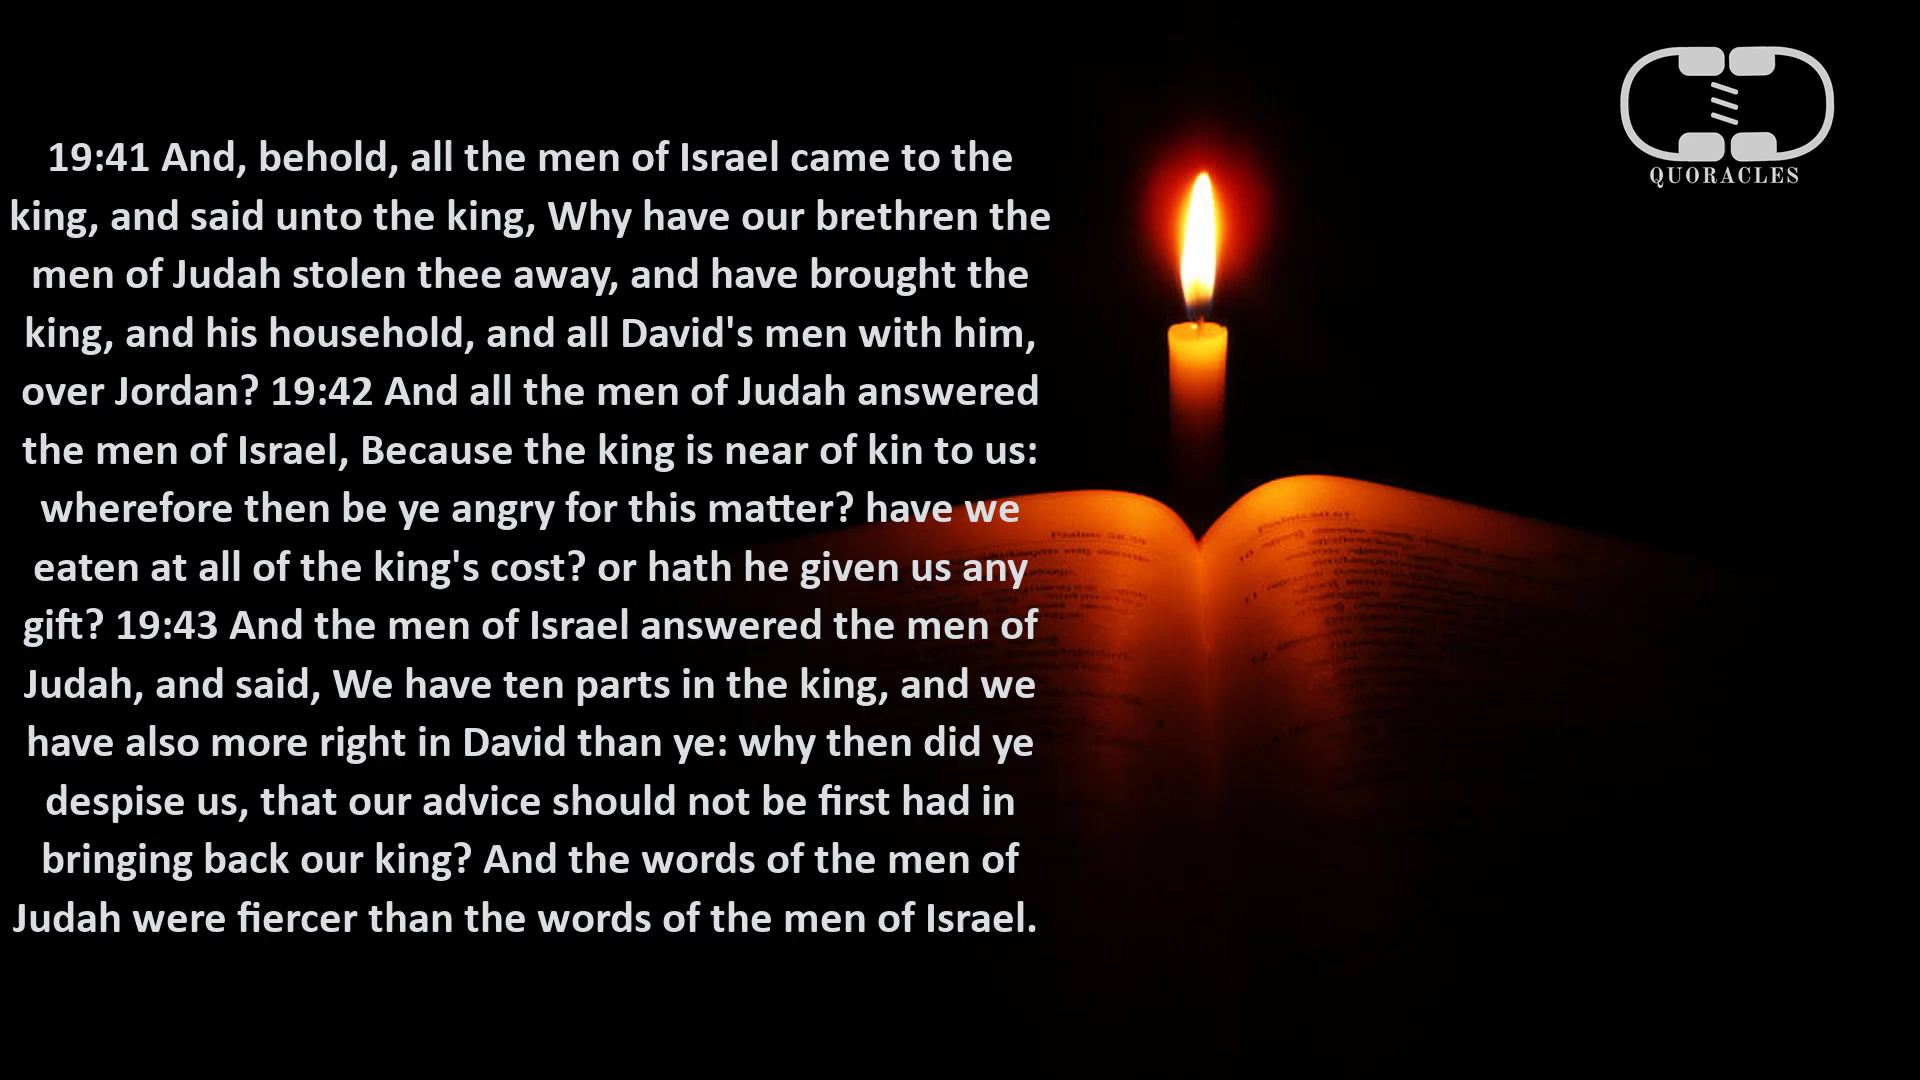 19:41 And, behold, all the men of Israel came to the
king, and said unto the king, Why have our brethren the
men of Judah stolen thee away, and have brought the
king, and his household, and all David's men with him,
over Jordan? 19:42 And all the men of Judah answered
the men of Israel, Because the king is near of kin to us:
wherefore then be ye angry for this matter? have we
eaten at all of the king's cost? or hath he given us any
gift? 19:43 And the men of Israel answered the men of
Judah, and said, We have ten parts in the king, and we
have also more right in David than ye: why then did ye
despise us, that our advice should not be first had in
bringing back our king? And the words of the men of
Judah were fiercer than the words of the men of Israel.
QUORACLES